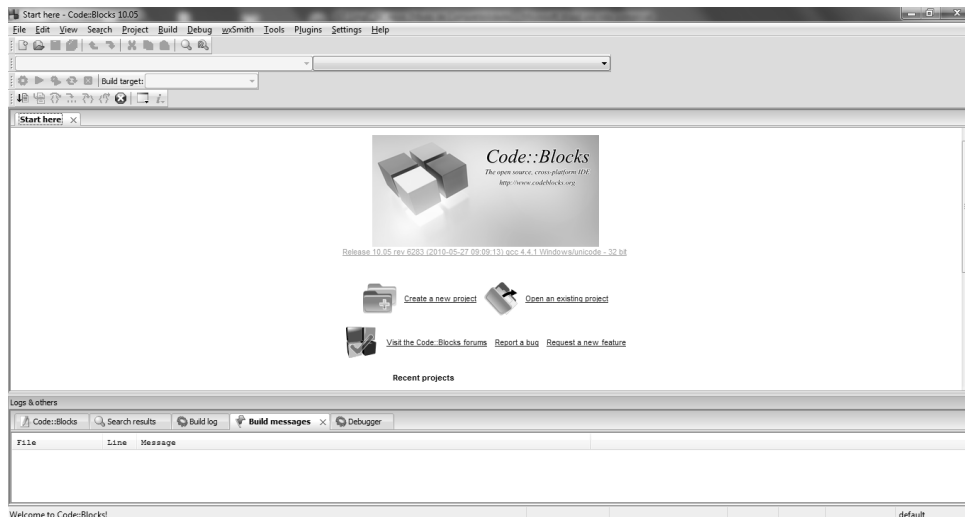 Start here - Code::Blocks 10.05
File Edit View Search Project Build Debug wxSmith Tools Plugins Settings Help
Build target:
Start here
Code::Blocks
The open source, cross-platform IDE
http://www.codeblocks.org
Release 10.05 rev 6283 (2010-05-27 09:09:13) gcc 4.4.1 Windows/unicode - 32 bit
Create a new project Open an existing project
Visit the Code::Blocks forums Report a bug Request a new feature
Recent projects
Logs & others
Code::Blocks Search results Build log Build messages Debugger
File Line Message
Welcome to Code::Blocks! default